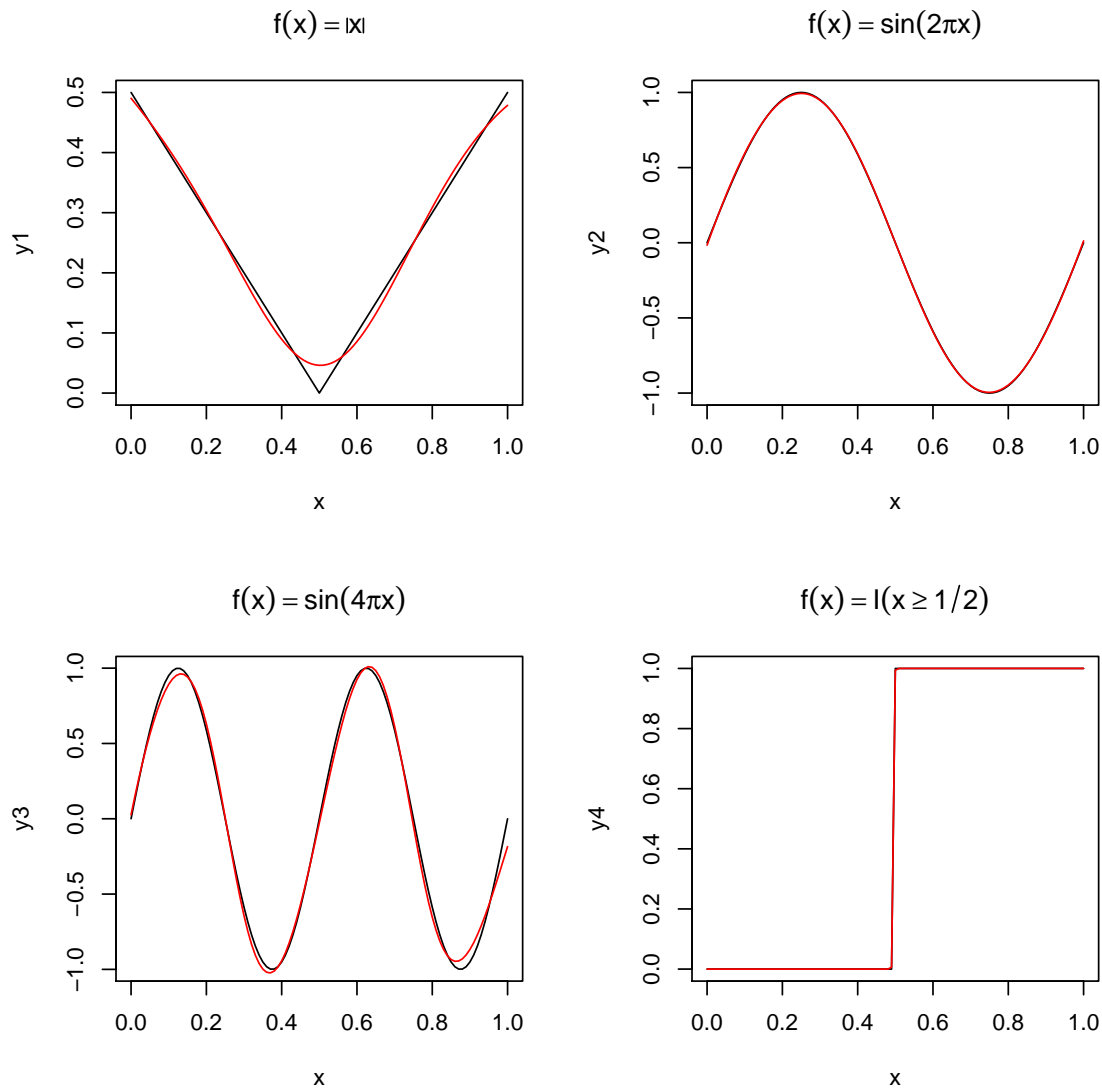 f(x) = |x|
0.0 0.1 0.2 0.3 0.4 0.5
y1
0.0 0.2 0.4 0.6 0.8 1.0
x
f(x) = sin(2πx)
−1.0 −0.5 0.0 0.5 1.0
y2
0.0 0.2 0.4 0.6 0.8 1.0
x
f(x) = sin(4πx)
−1.0 −0.5 0.0 0.5 1.0
y3
0.0 0.2 0.4 0.6 0.8 1.0
x
f(x) = I(x ≥ 1/2)
0.0 0.2 0.4 0.6 0.8 1.0
y4
0.0 0.2 0.4 0.6 0.8 1.0
x